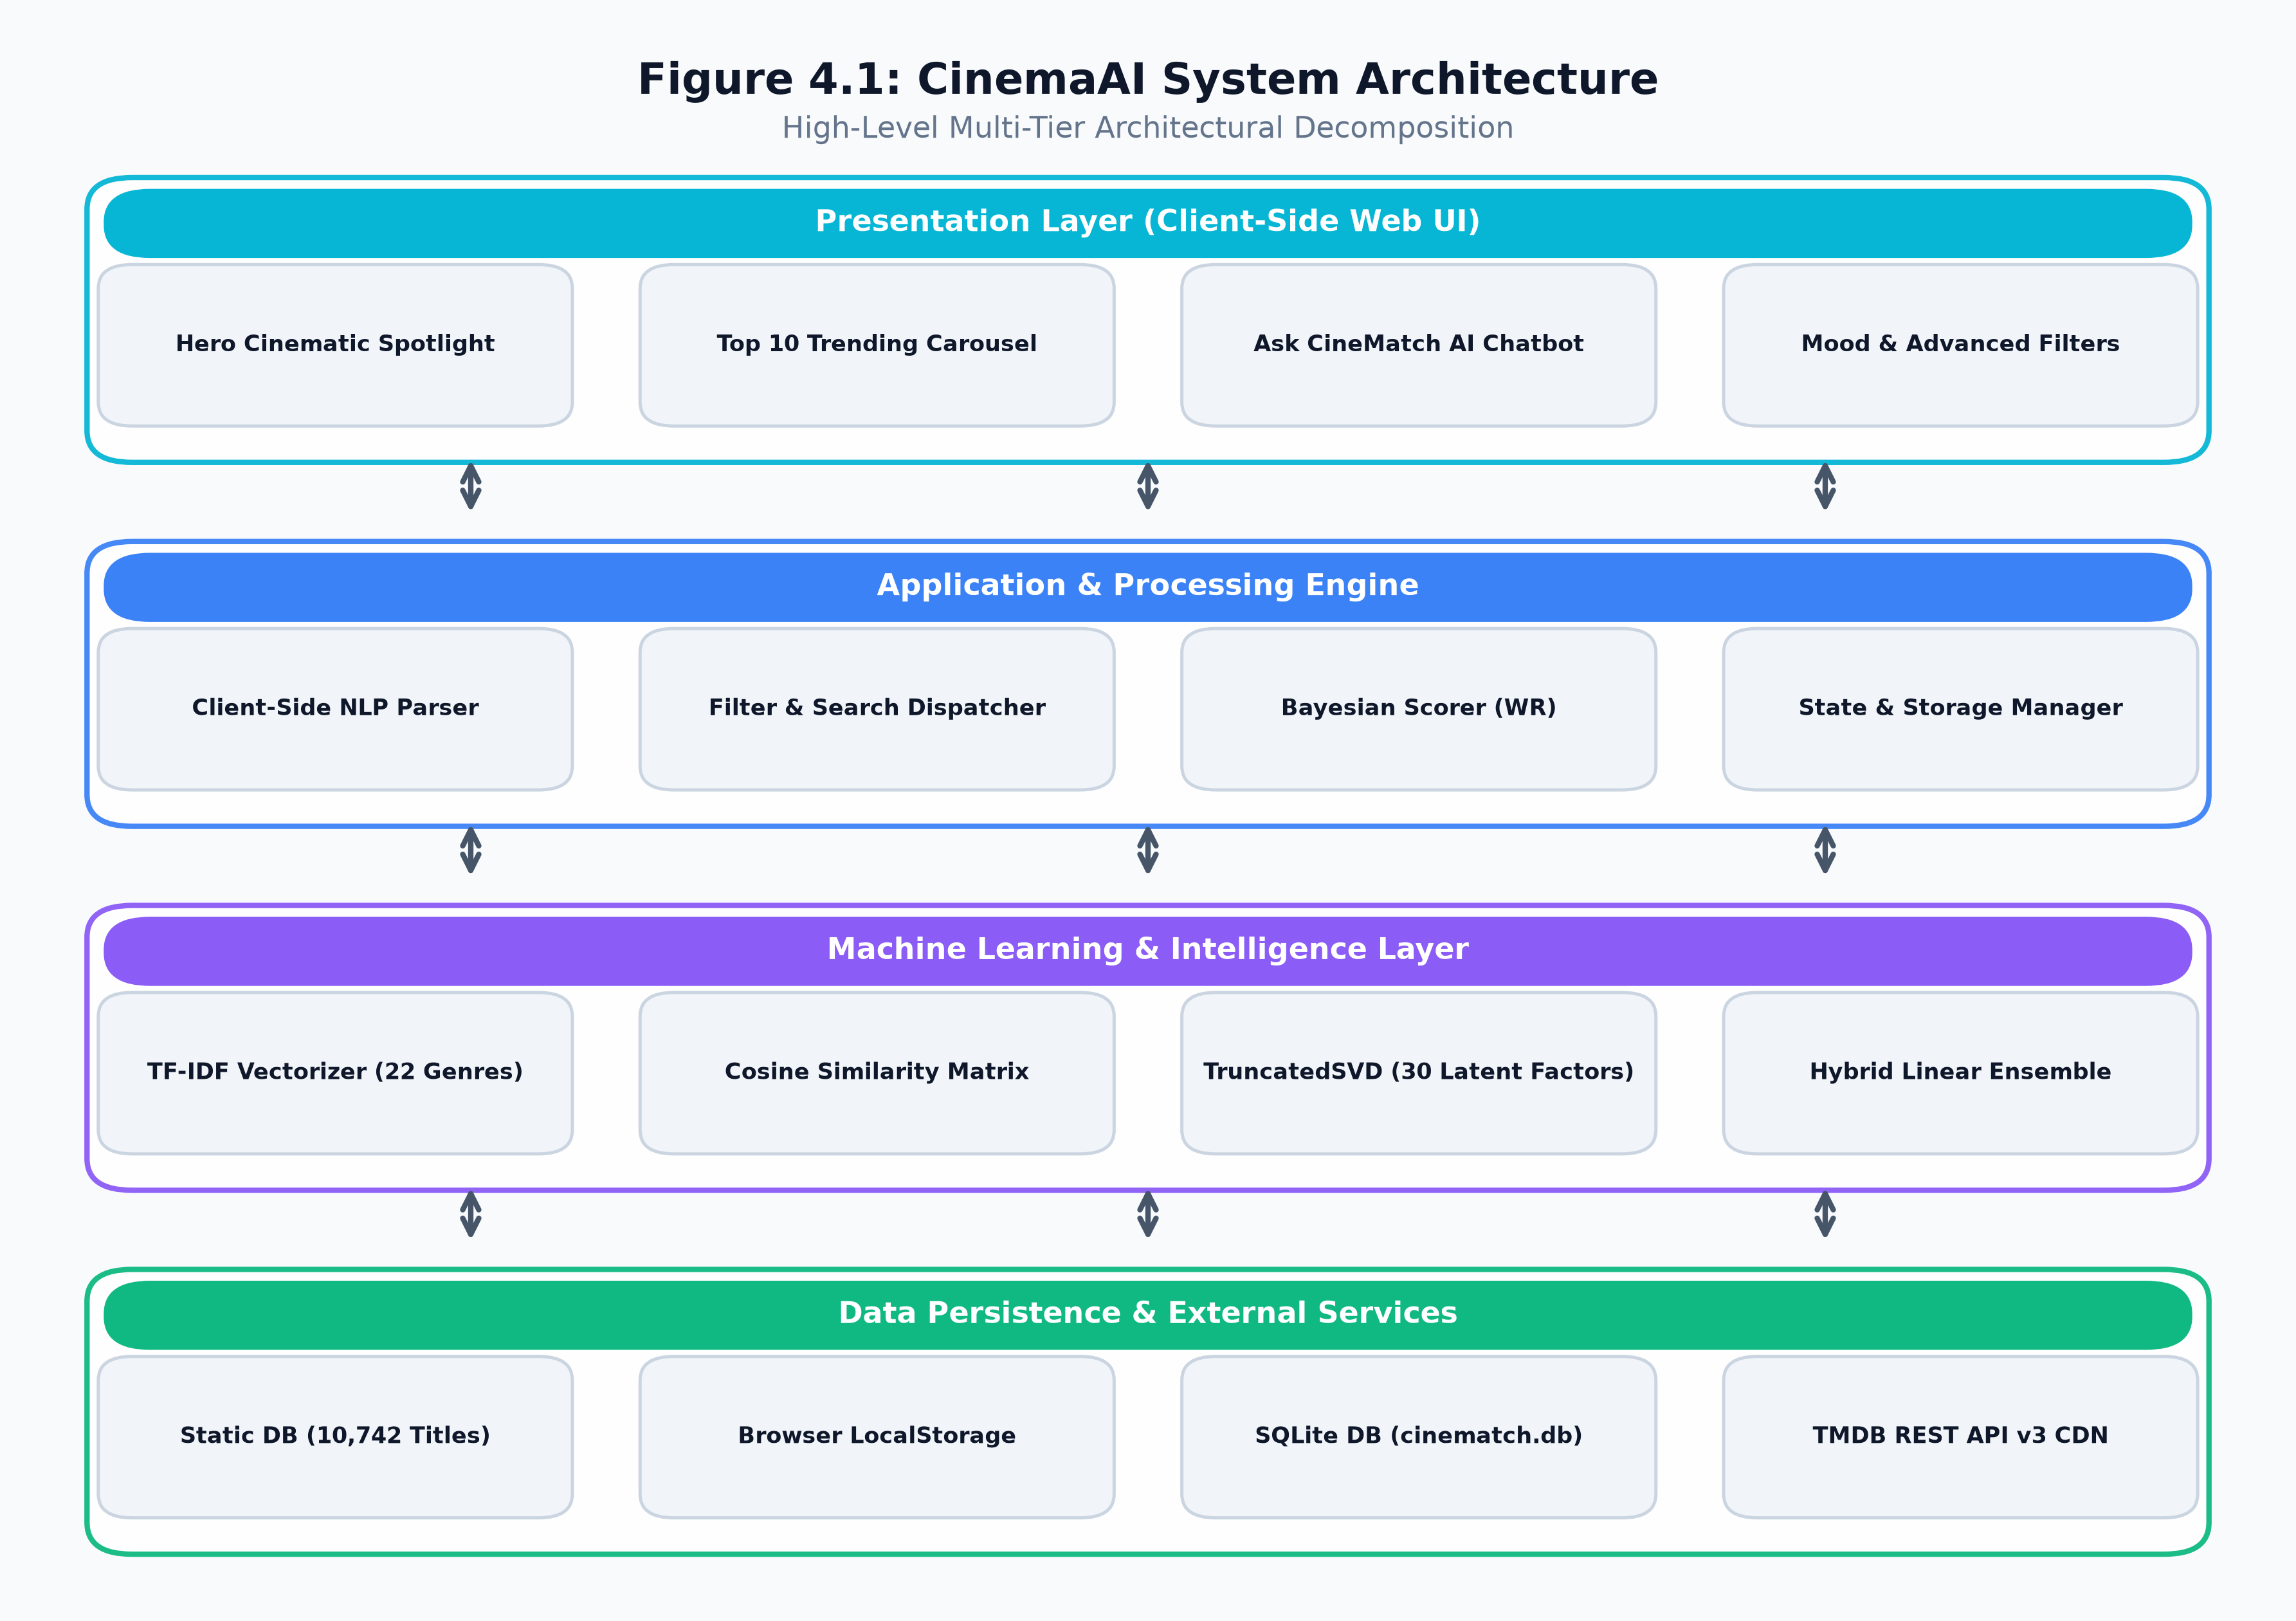 Figure 4.1: CinemaAI System Architecture
High-Level Multi-Tier Architectural Decomposition
Presentation Layer (Client-Side Web UI)
Hero Cinematic Spotlight
Top 10 Trending Carousel
Ask CineMatch AI Chatbot
Mood & Advanced Filters
Application & Processing Engine
Client-Side NLP Parser
Filter & Search Dispatcher
Bayesian Scorer (WR)
State & Storage Manager
Machine Learning & Intelligence Layer
TF-IDF Vectorizer (22 Genres)
Cosine Similarity Matrix
TruncatedSVD (30 Latent Factors)
Hybrid Linear Ensemble
Data Persistence & External Services
Static DB (10,742 Titles)
Browser LocalStorage
SQLite DB (cinematch.db)
TMDB REST API v3 CDN